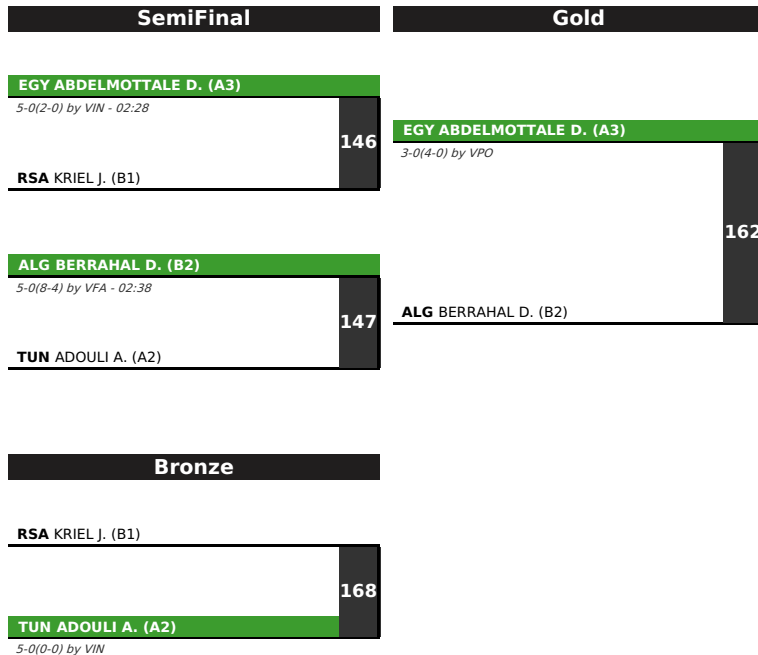 SemiFinal
EGY ABDELMOTTALE D. (A3)
5-0(2-0) by VIN - 02:28
146
RSA KRIEL J. (B1)
ALG BERRAHAL D. (B2)
5-0(8-4) by VFA - 02:38
147
TUN ADOULI A. (A2)
Gold
EGY ABDELMOTTALE D. (A3)
3-0(4-0) by VPO
162
ALG BERRAHAL D. (B2)
Bronze
RSA KRIEL J. (B1)
168
TUN ADOULI A. (A2)
5-0(0-0) by VIN